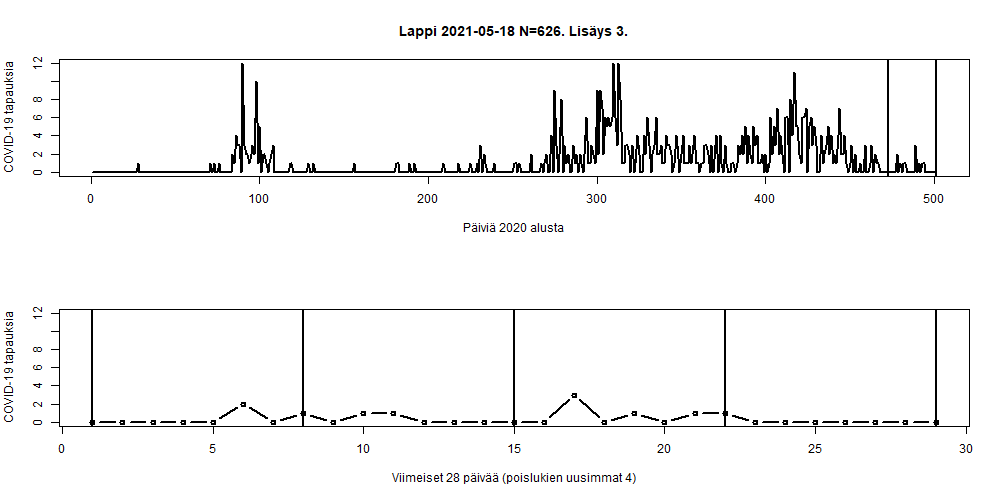 Lappi 2021-05-18 N=626. Lisäys 3.
COVID-19 tapauksia
12
8
6
4
2
0
0 100 200 300 400 500
Päiviä 2020 alusta
COVID-19 tapauksia
12
8
6
4
2
0
0 5 10 15 20 25 30
Viimeiset 28 päivää (poislukien uusimmat 4)